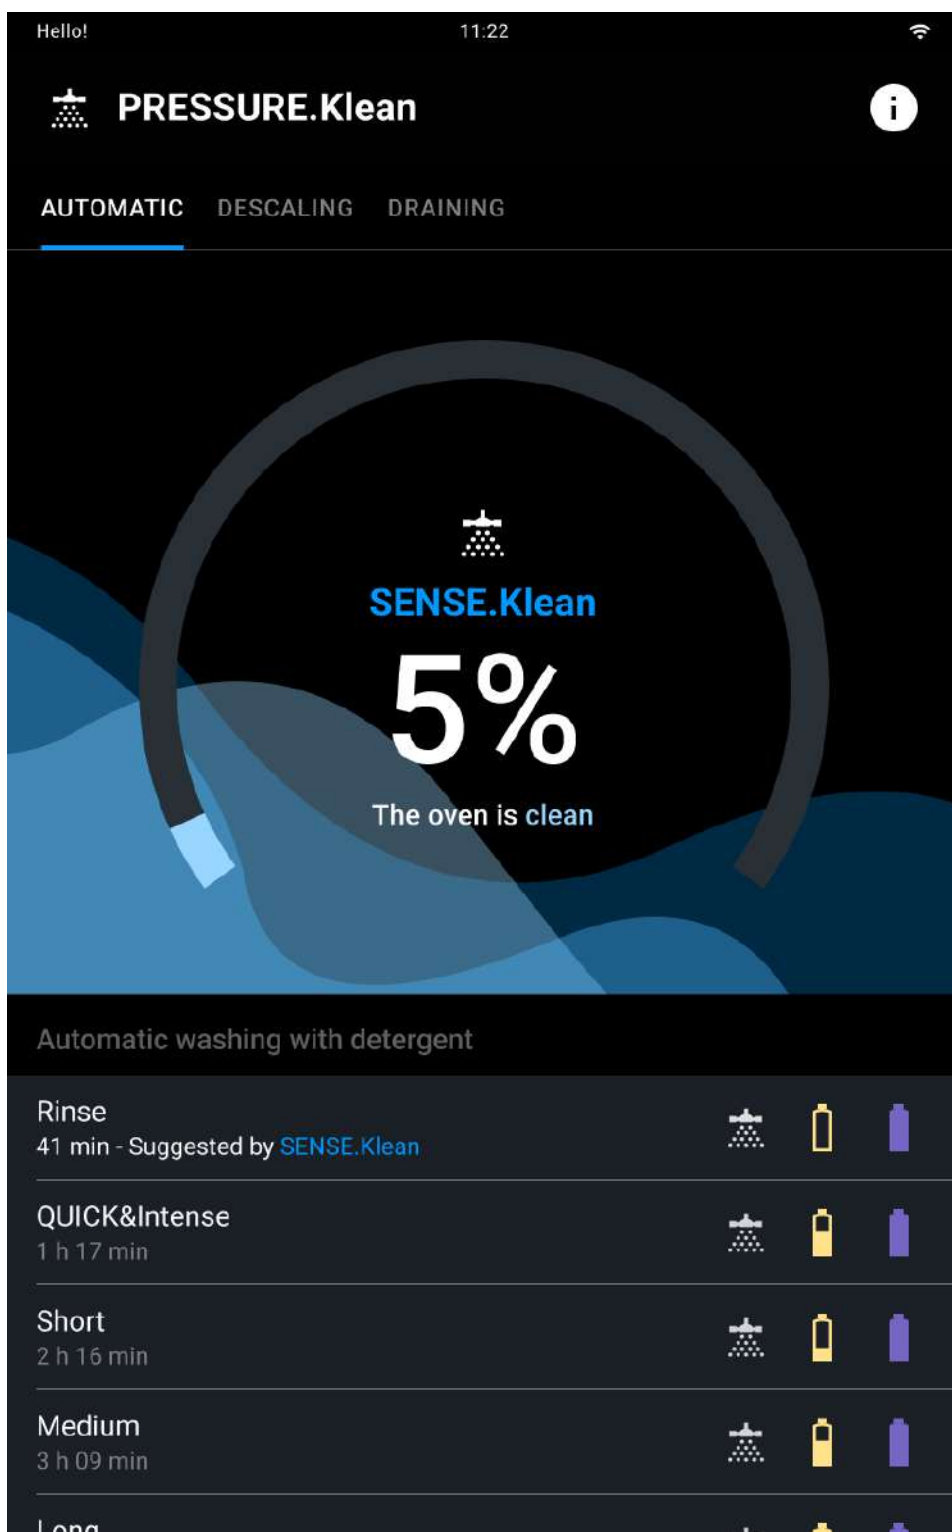 Hello! 11:22
PRESSURE.Klean i
AUTOMATIC DESCALING DRAINING
SENSE.Klean
5%
The oven is clean
Automatic washing with detergent
Rinse
41 min - Suggested by SENSE.Klean
QUICK&Intense
1 h 17 min
Short
2 h 16 min
Medium
3 h 09 min
Long